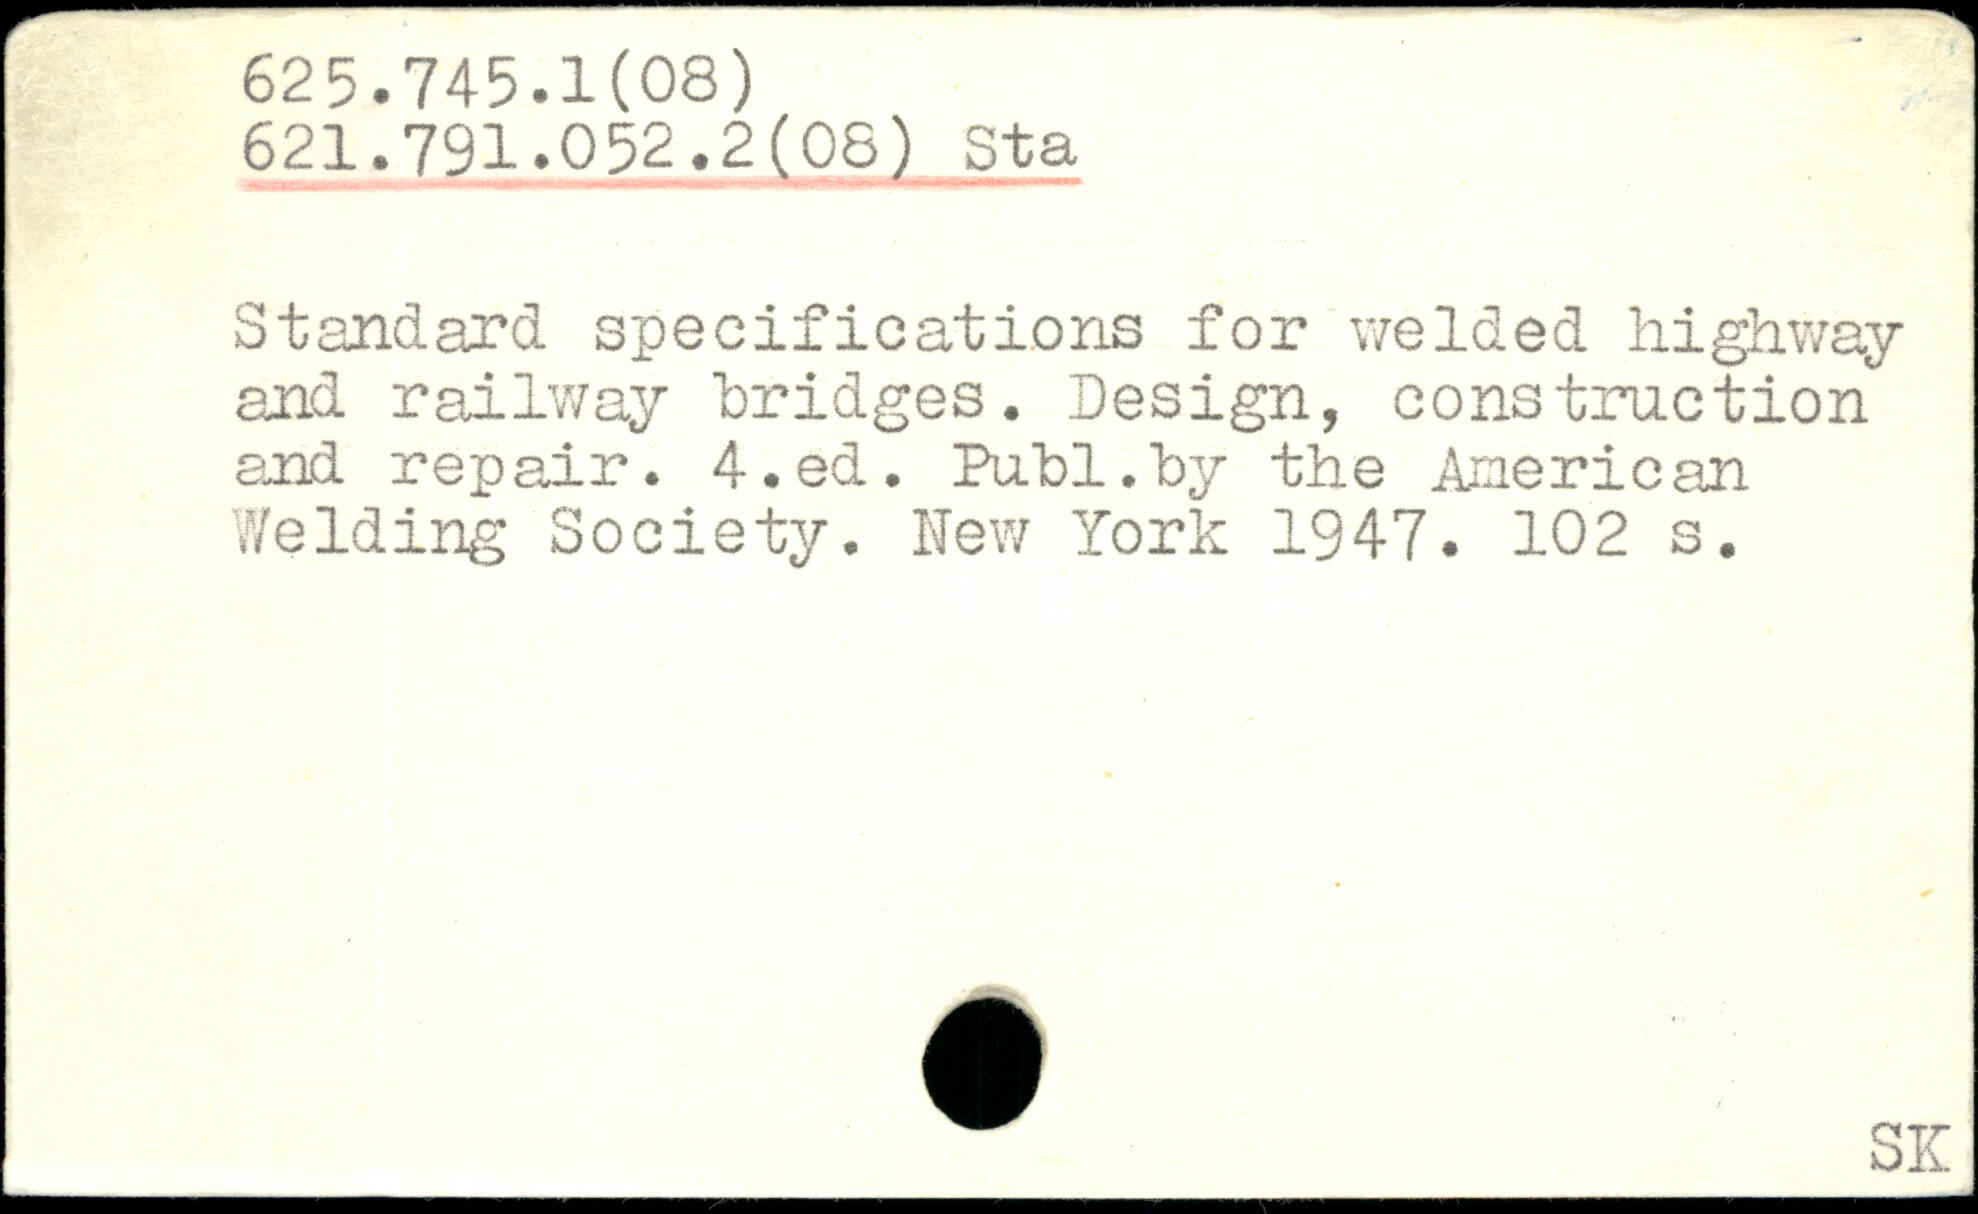 625.745.1(08)
621.791.052.2(08) Sta
Standard specifications for welded highway
and railway bridges. Design, construction
and repair. 4.ed. Publ.by the American
Welding Society. New York 1947. 102 s.
SK